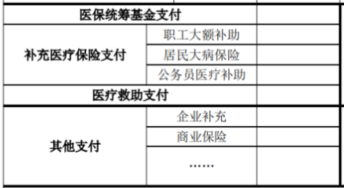 医保统筹基金支付
补充医疗保险支付
职工大额补助
居民大病保险
公务员医疗补助
医疗救助支付
其他支付
企业补充
商业保险
……